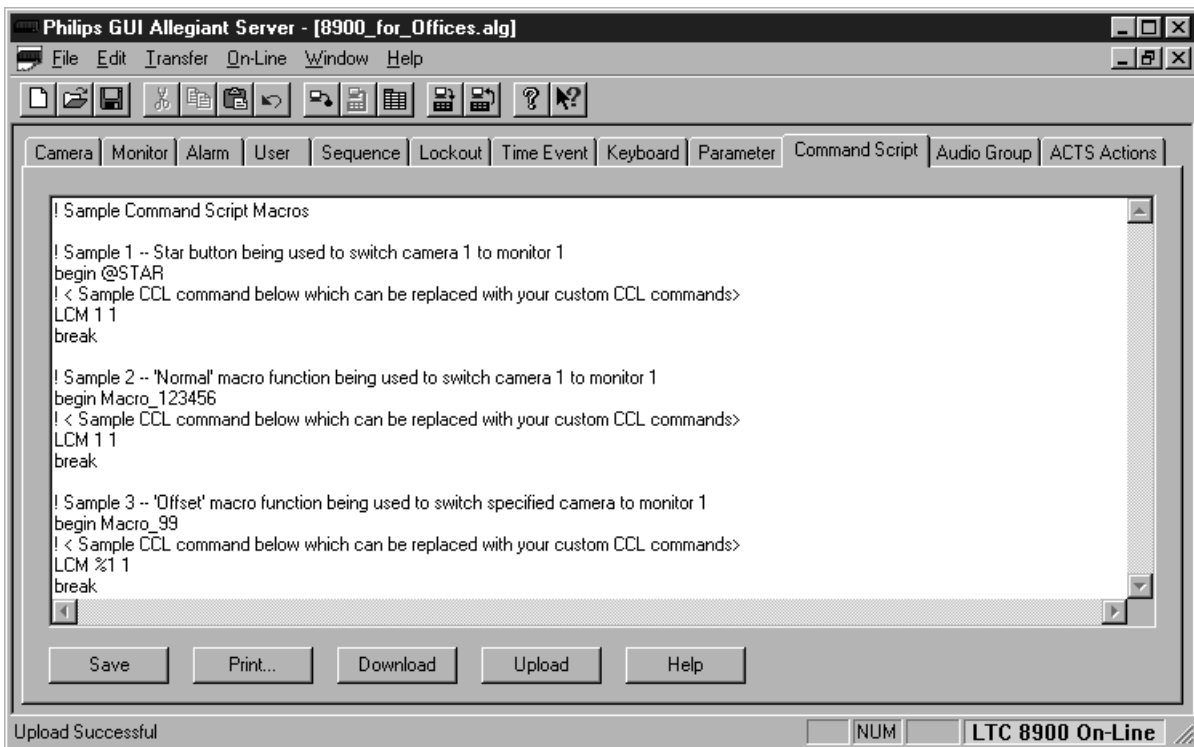 Philips GUI Allegiant Server - [8900_for_Offices.alg]
File Edit Transfer On-Line Window Help
Camera Monitor Alarm User Sequence Lockout Time Event Keyboard Parameter Command Script Audio Group ACTS Actions
! Sample Command Script Macros
! Sample 1 -- Star button being used to switch camera 1 to monitor 1
begin @STAR
! < Sample CCL command below which can be replaced with your custom CCL commands>
LCM 1 1
break
! Sample 2 -- 'Normal' macro function being used to switch camera 1 to monitor 1
begin Macro_123456
! < Sample CCL command below which can be replaced with your custom CCL commands>
LCM 1 1
break
! Sample 3 -- 'Offset' macro function being used to switch specified camera to monitor 1
begin Macro_99
! < Sample CCL command below which can be replaced with your custom CCL commands>
LCM %1 1
break
Save Print... Download Upload Help
Upload Successful NUM LTC 8900 On-Line